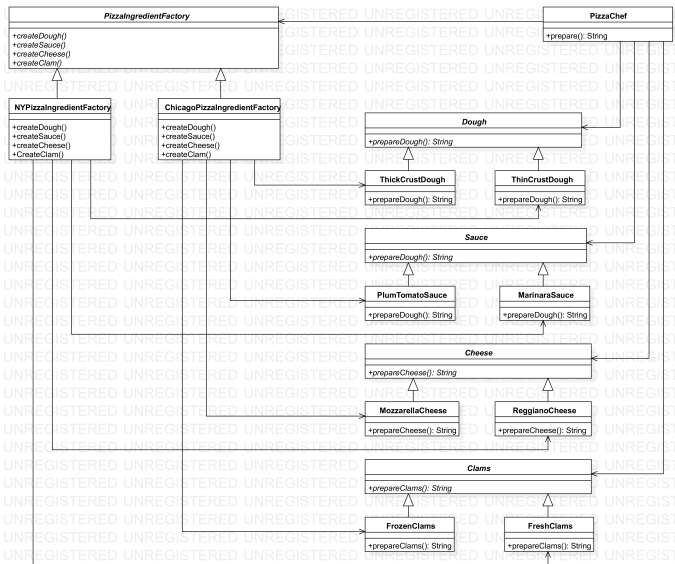 PizzaIngredientFactory
+createDough()
+createSauce()
+createCheese()
+createClam()
PizzaChef
+prepare(): String
NYPizzaIngredientFactory
+createDough()
+createSauce()
+createCheese()
+CreateClam()
ChicagoPizzaIngredientFactory
+createDough()
+createSauce()
+createCheese()
+createClam()
Dough
+prepareDough(): String
ThickCrustDough
+prepareDough(): String
ThinCrustDough
+prepareDough(): String
Sauce
+prepareDough(): String
PlumTomatoSauce
+prepareDough(): String
MarinaraSauce
+prepareDough(): String
Cheese
+prepareCheese(): String
MozzarellaCheese
+prepareCheese(): String
ReggianoCheese
+prepareCheese(): String
Clams
+prepareClams(): String
FrozenClams
+prepareClams(): String
FreshClams
+prepareClams(): String
UNREGISTERED